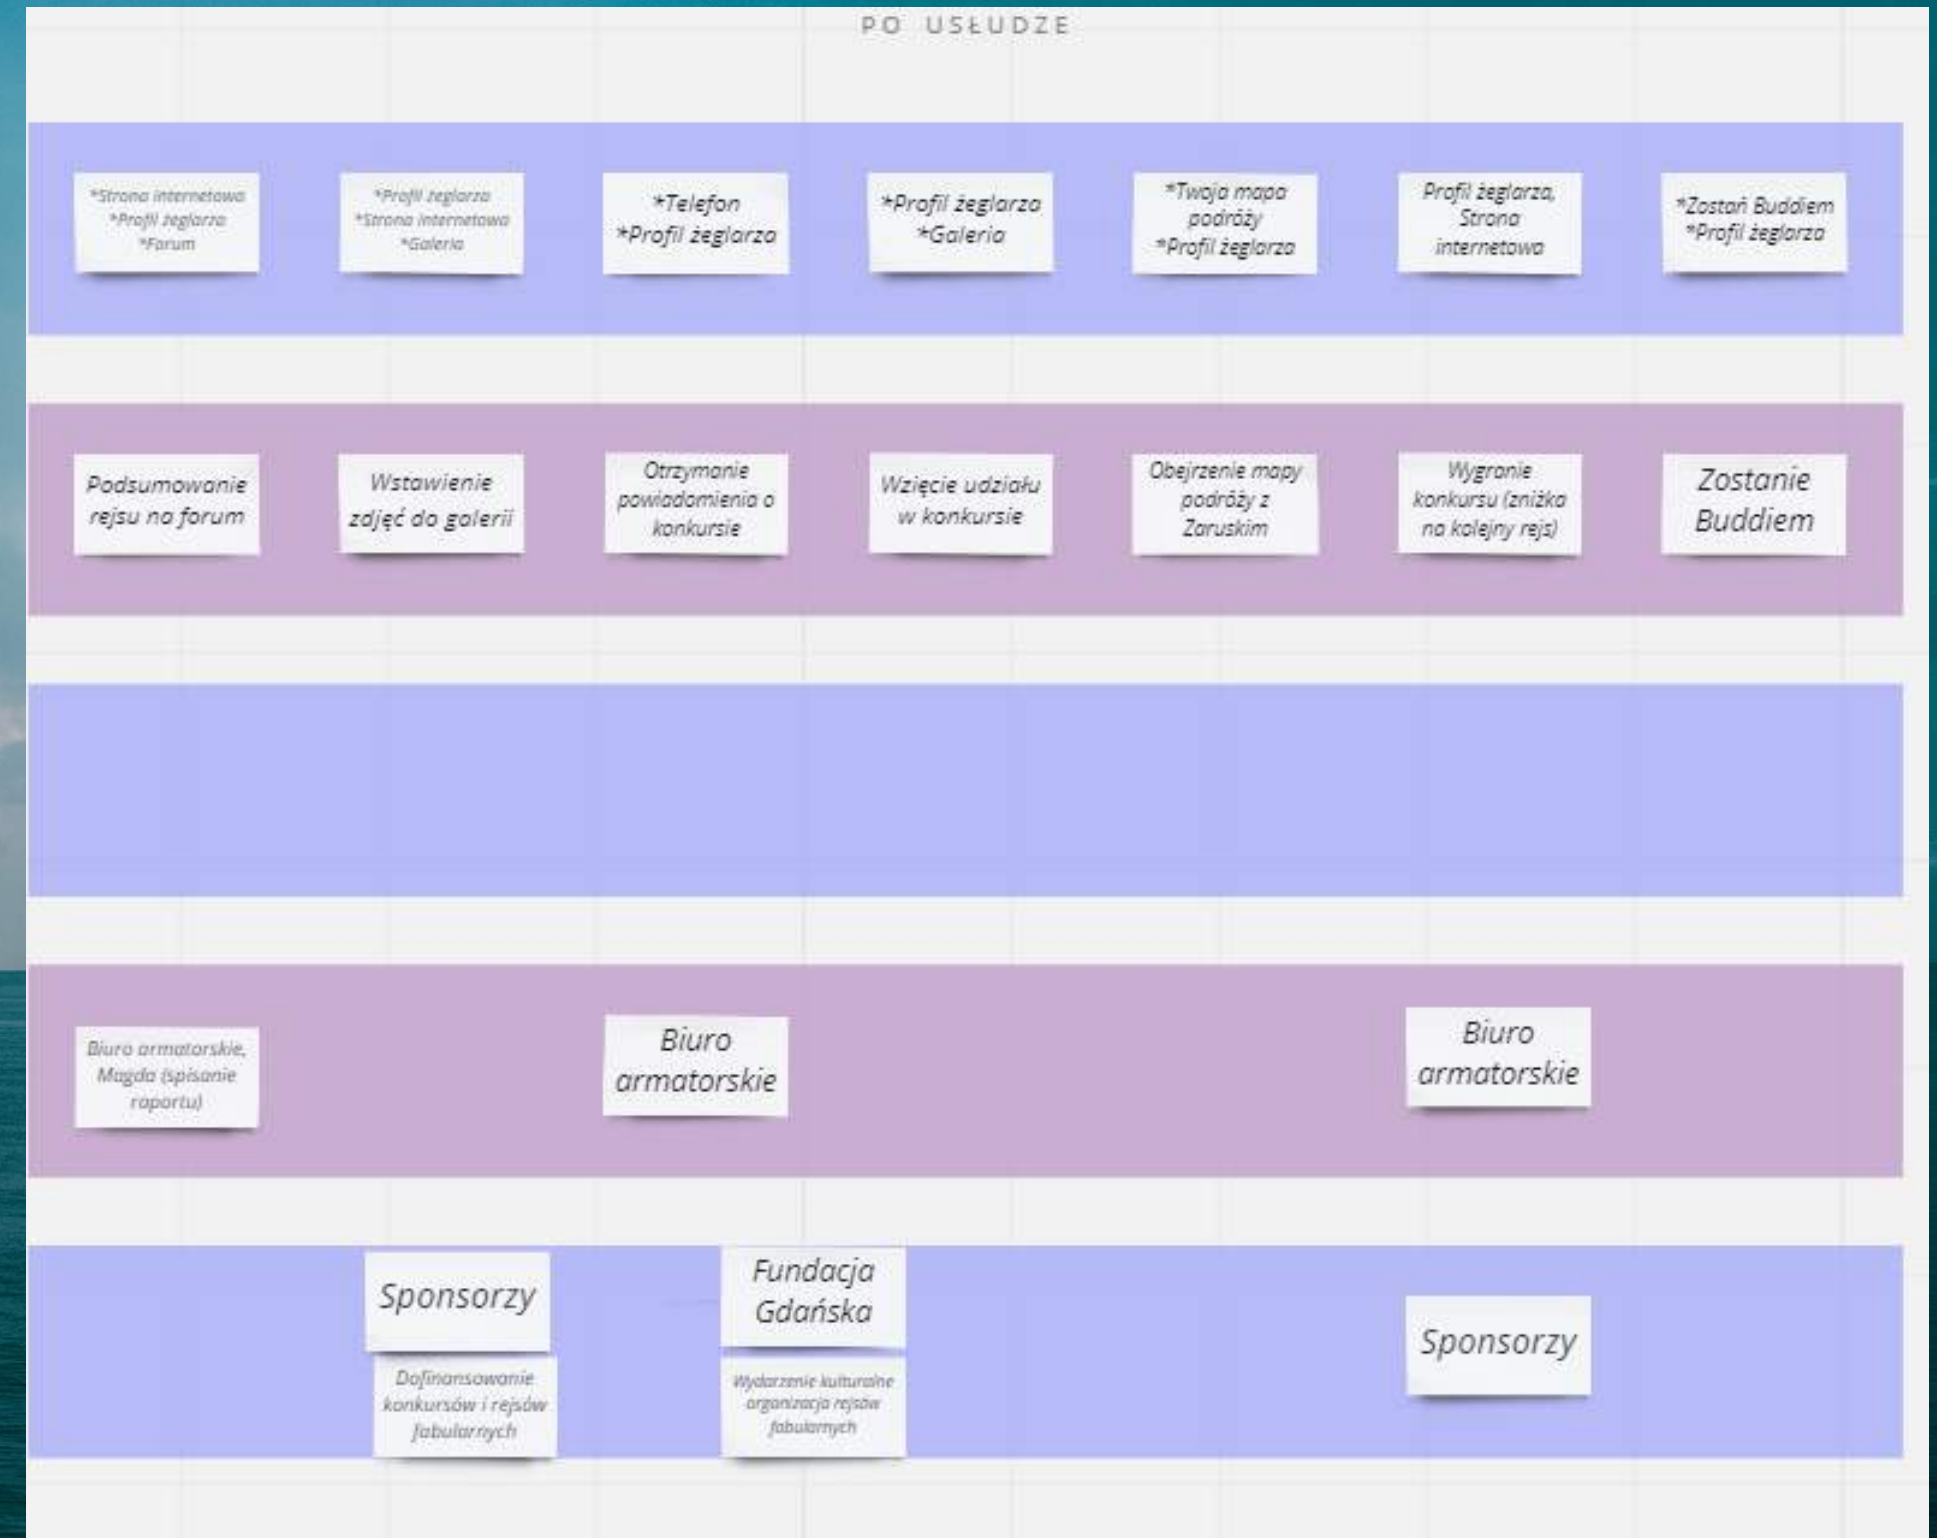 PO USŁUDZE
*Strona internetowa
*Profil żeglarza
*Forum
*Profil żeglarza
*Strona internetowa
*Galeria
*Telefon
*Profil żeglarza
*Profil żeglarza
*Galeria
*Twoja mapa
podróży
*Profil żeglarza
Profil żeglarza,
Strona
internetowa
*Zostań Buddiem
*Profil żeglarza
Podsumowanie
rejsu na forum
Wstawienie
zdjęć do galerii
Otrzymanie
powiadomienia o
konkursie
Wzięcie udziału
w konkursie
Obejrzenie mapy
podróży z
Zaruskim
Wygranie
konkursu (zniżka
na kolejny rejs)
Zostanie
Buddiem
Biuro armatorskie,
Magda (spisanie
raportu)
Biuro
armatorskie
Biuro
armatorskie
Sponsorzy
Dofinansowanie
konkursów i rejsów
fabularnych
Fundacja
Gdańska
Wydarzenie kulturalne
organizacja rejsów
fabularnych
Sponsorzy